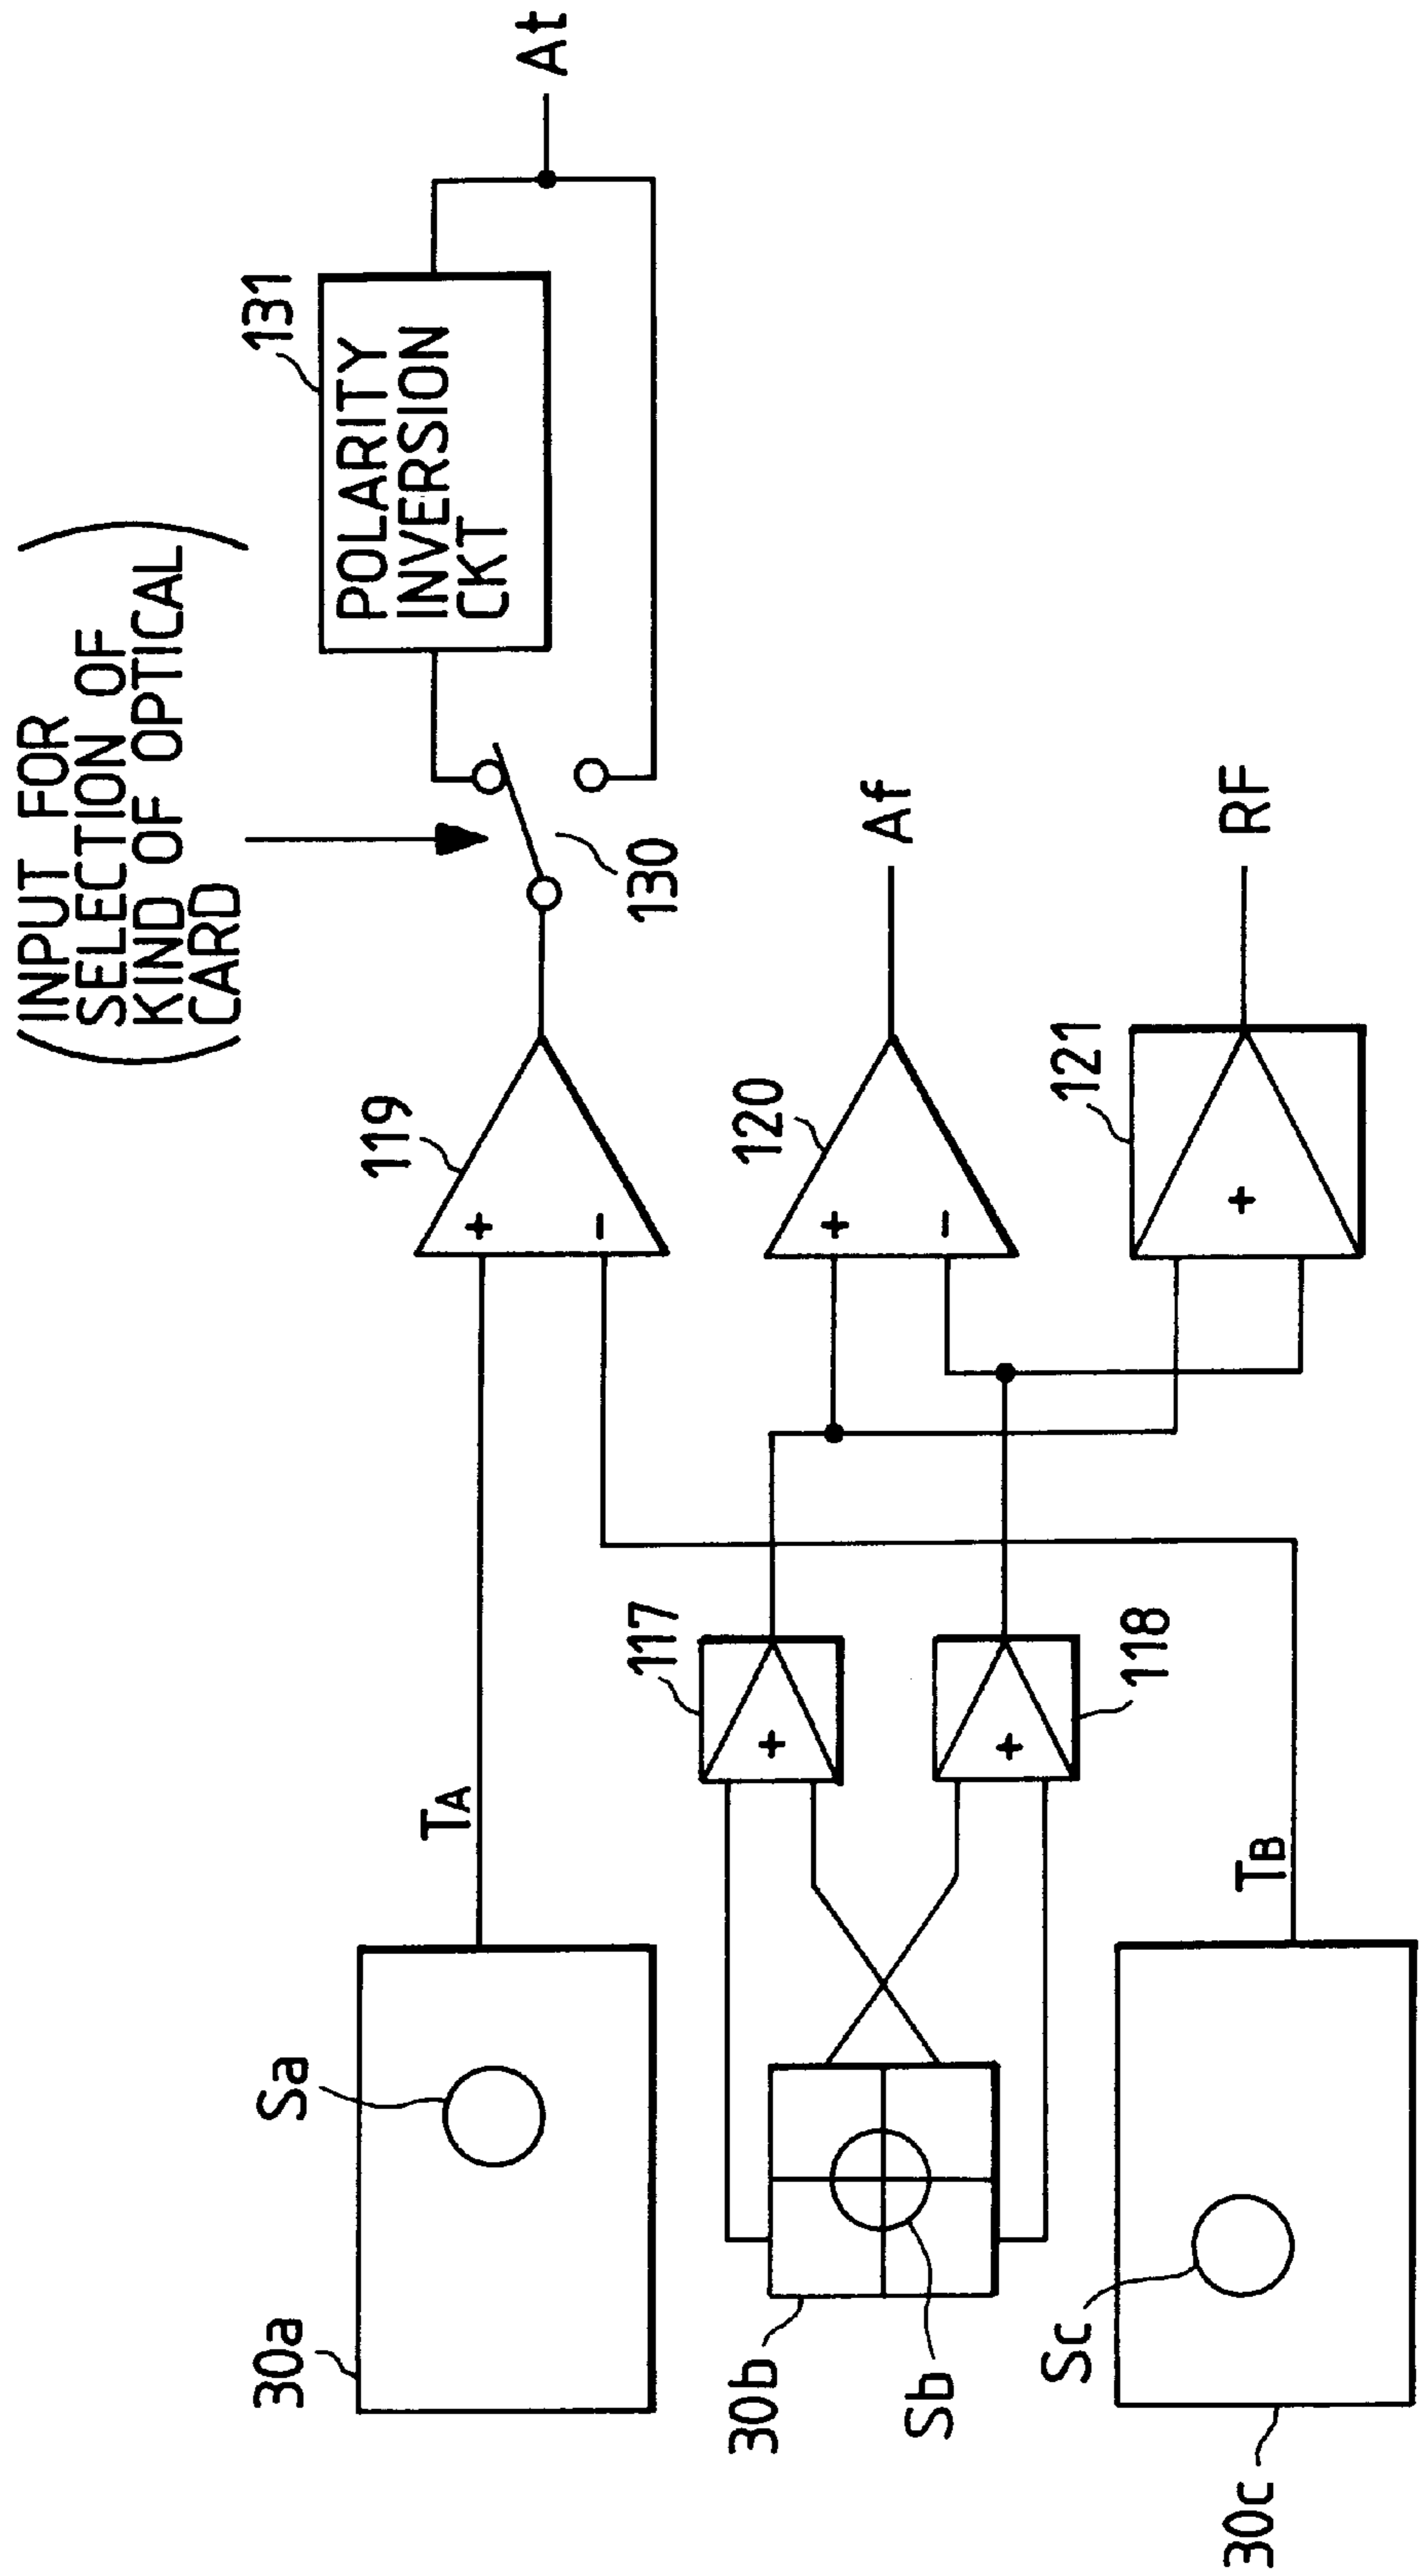 (INPUT FOR
SELECTION OF
KIND OF OPTICAL
CARD)
131
POLARITY
INVERSION
CKT
At
130
119
+
-
TA
Sa
30a
120
+
-
Af
117
+
118
+
121
+
RF
30b
Sb
TB
Sc
30c